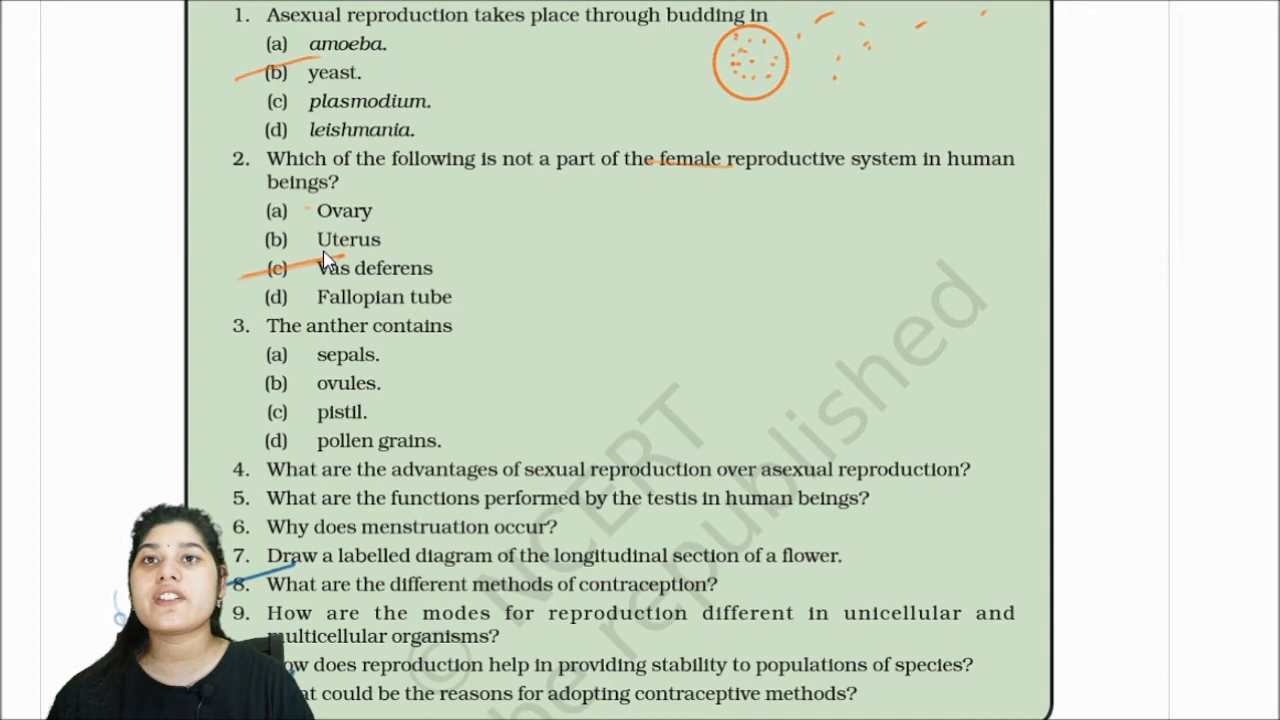 1. Asexual reproduction takes place through budding in
(a) amoeba.
(b) yeast.
(c) plasmodium.
(d) leishmania.
2. Which of the following is not a part of the female reproductive system in human
beings?
(a) Ovary
(b) Uterus
(c) Vas deferens
(d) Fallopian tube
3. The anther contains
(a) sepals.
(b) ovules.
(c) pistil.
(d) pollen grains.
4. What are the advantages of sexual reproduction over asexual reproduction?
5. What are the functions performed by the testis in human beings?
6. Why does menstruation occur?
7. Draw a labelled diagram of the longitudinal section of a flower.
8. What are the different methods of contraception?
9. How are the modes for reproduction different in unicellular and
multicellular organisms?
does reproduction help in providing stability to populations of species?
could be the reasons for adopting contraceptive methods?
© NCERT
republished